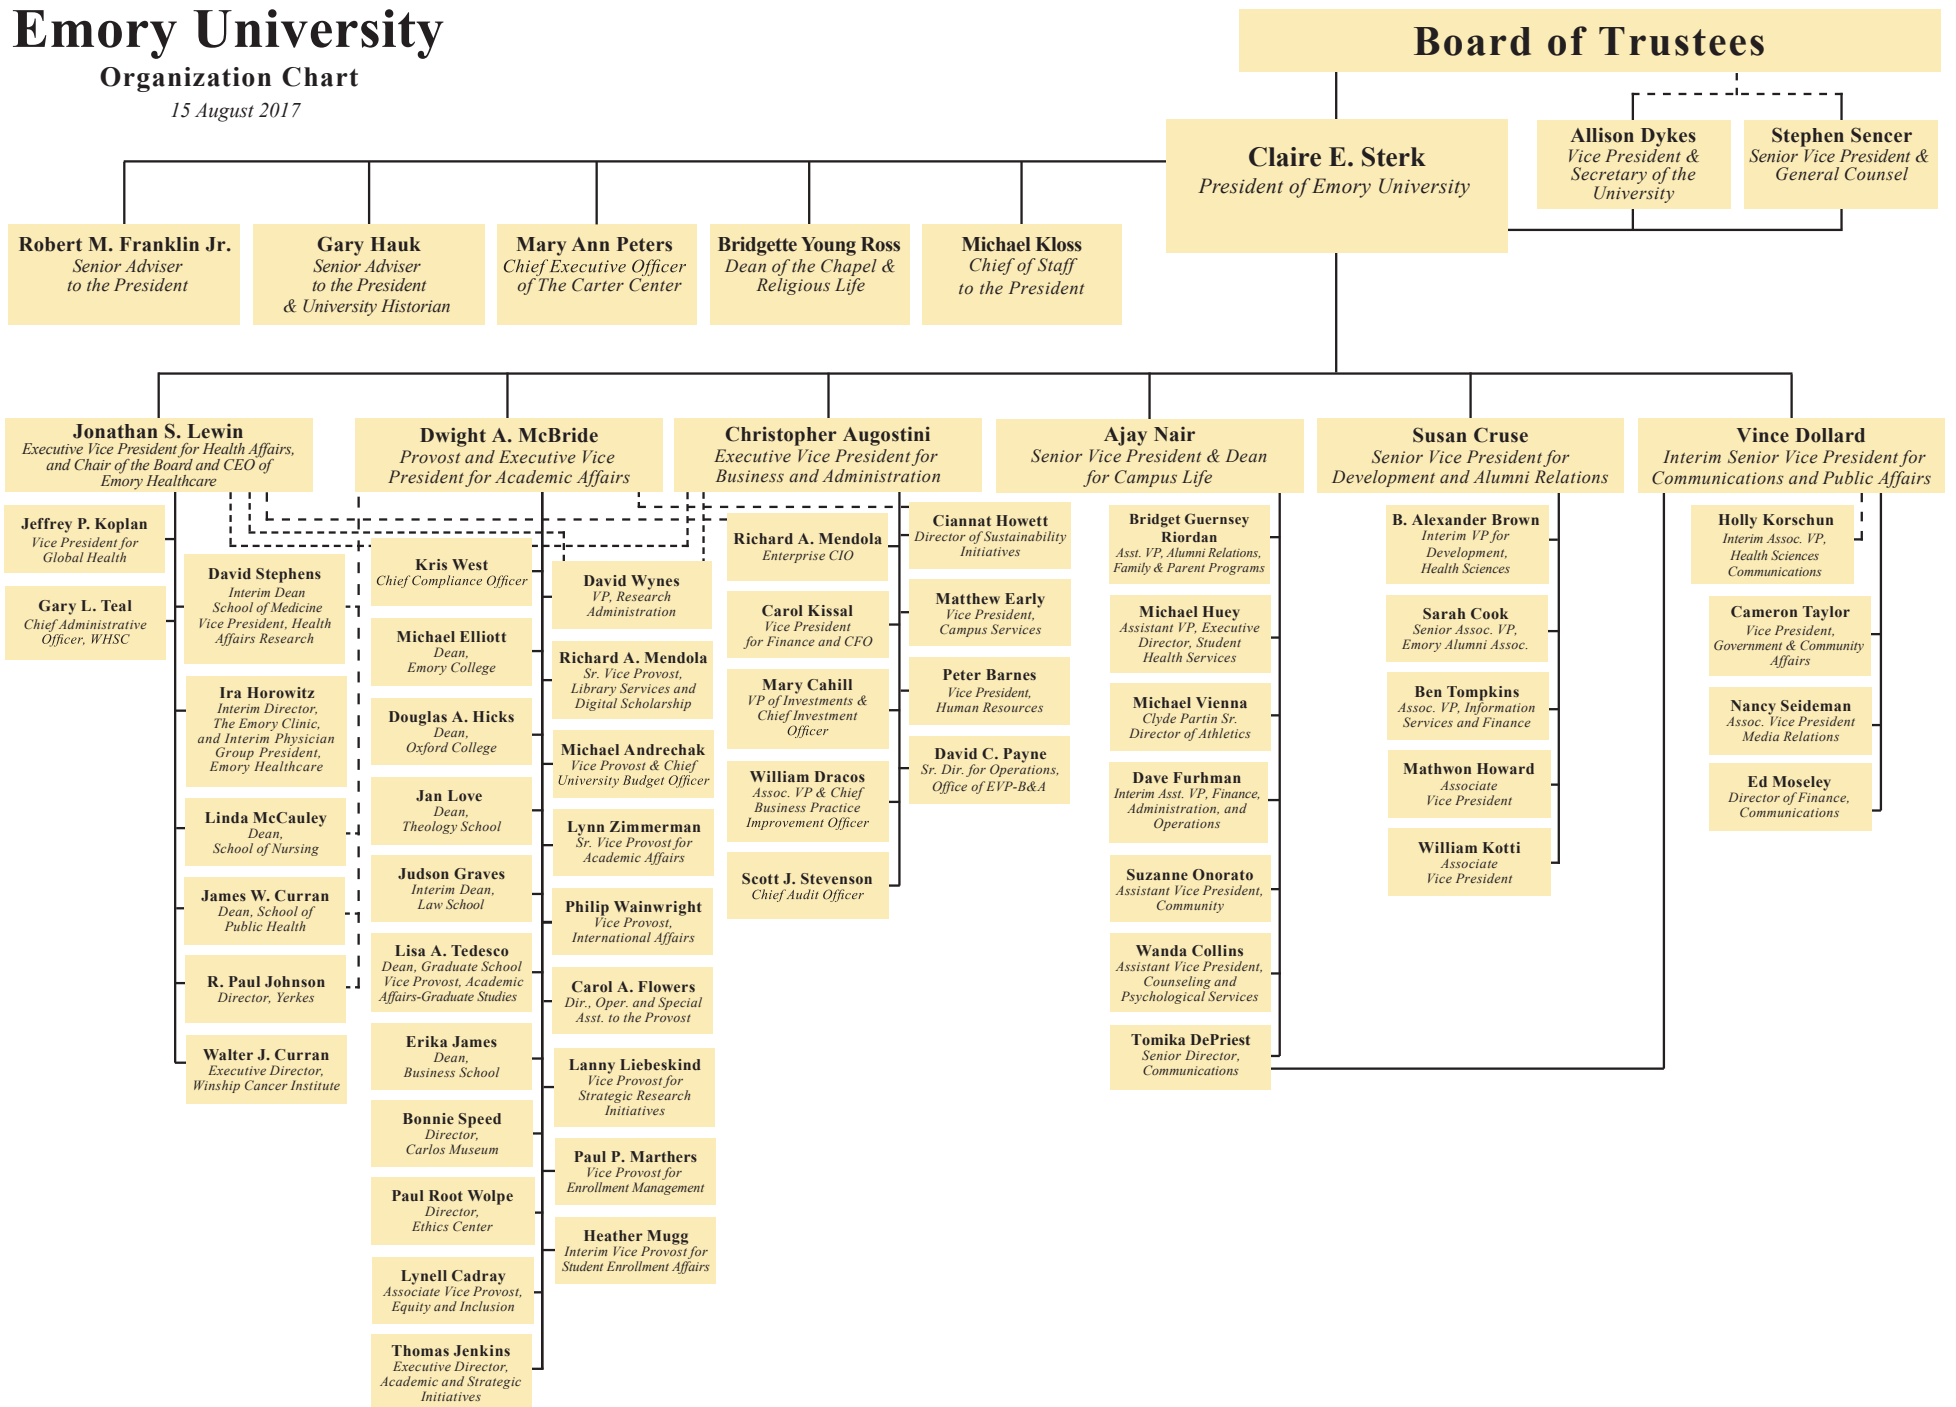 Emory University
Organization Chart
15 August 2017
Board of Trustees
Claire E. Sterk
President of Emory University
Allison Dykes
Vice President &
Secretary of the
University
Stephen Sencer
Senior Vice President &
General Counsel
Robert M. Franklin Jr.
Senior Adviser
to the President
Gary Hauk
Senior Adviser
to the President
& University Historian
Mary Ann Peters
Chief Executive Officer
of The Carter Center
Bridgette Young Ross
Dean of the Chapel &
Religious Life
Michael Kloss
Chief of Staff
to the President
Jonathan S. Lewin
Executive Vice President for Health Affairs,
and Chair of the Board and CEO of
Emory Healthcare
Jeffrey P. Koplan
Vice President for
Global Health
Gary L. Teal
Chief Administrative
Officer, WHSC
David Stephens
Interim Dean
School of Medicine
Vice President, Health
Affairs Research
Ira Horowitz
Interim Director,
The Emory Clinic,
and Interim Physician
Group President,
Emory Healthcare
Linda McCauley
Dean,
School of Nursing
James W. Curran
Dean, School of
Public Health
R. Paul Johnson
Director, Yerkes
Walter J. Curran
Executive Director,
Winship Cancer Institute
Dwight A. McBride
Provost and Executive Vice
President for Academic Affairs
Kris West
Chief Compliance Officer
Michael Elliott
Dean,
Emory College
Douglas A. Hicks
Dean,
Oxford College
Jan Love
Dean,
Theology School
Judson Graves
Interim Dean,
Law School
Lisa A. Tedesco
Dean, Graduate School
Vice Provost, Academic
Affairs-Graduate Studies
Erika James
Dean,
Business School
Bonnie Speed
Director,
Carlos Museum
Paul Root Wolpe
Director,
Ethics Center
Lynell Cadray
Associate Vice Provost,
Equity and Inclusion
Thomas Jenkins
Executive Director,
Academic and Strategic
Initiatives
David Wynes
VP, Research
Administration
Richard A. Mendola
Sr. Vice Provost,
Library Services and
Digital Scholarship
Michael Andrechak
Vice Provost & Chief
University Budget Officer
Lynn Zimmerman
Sr. Vice Provost for
Academic Affairs
Philip Wainwright
Vice Provost,
International Affairs
Carol A. Flowers
Dir., Oper. and Special
Asst. to the Provost
Lanny Liebeskind
Vice Provost for
Strategic Research
Initiatives
Paul P. Marthers
Vice Provost for
Enrollment Management
Heather Mugg
Interim Vice Provost for
Student Enrollment Affairs
Christopher Augostini
Executive Vice President for
Business and Administration
Richard A. Mendola
Enterprise CIO
Carol Kissal
Vice President
for Finance and CFO
Mary Cahill
VP of Investments &
Chief Investment
Officer
William Dracos
Assoc. VP & Chief
Business Practice
Improvement Officer
Scott J. Stevenson
Chief Audit Officer
Ciannat Howett
Director of Sustainability
Initiatives
Matthew Early
Vice President,
Campus Services
Peter Barnes
Vice President,
Human Resources
David C. Payne
Sr. Dir. for Operations,
Office of EVP-B&A
Ajay Nair
Senior Vice President & Dean
for Campus Life
Bridget Guernsey
Riordan
Asst. VP, Alumni Relations,
Family & Parent Programs
Michael Huey
Assistant VP, Executive
Director, Student
Health Services
Michael Vienna
Clyde Partin Sr.
Director of Athletics
Dave Furhman
Interim Asst. VP, Finance,
Administration, and
Operations
Suzanne Onorato
Assistant Vice President,
Community
Wanda Collins
Assistant Vice President,
Counseling and
Psychological Services
Tomika DePriest
Senior Director,
Communications
Susan Cruse
Senior Vice President for
Development and Alumni Relations
B. Alexander Brown
Interim VP for
Development,
Health Sciences
Sarah Cook
Senior Assoc. VP,
Emory Alumni Assoc.
Ben Tompkins
Assoc. VP, Information
Services and Finance
Mathwon Howard
Associate
Vice President
William Kotti
Associate
Vice President
Vince Dollard
Interim Senior Vice President for
Communications and Public Affairs
Holly Korschun
Interim Assoc. VP,
Health Sciences
Communications
Cameron Taylor
Vice President,
Government & Community
Affairs
Nancy Seideman
Assoc. Vice President
Media Relations
Ed Moseley
Director of Finance,
Communications